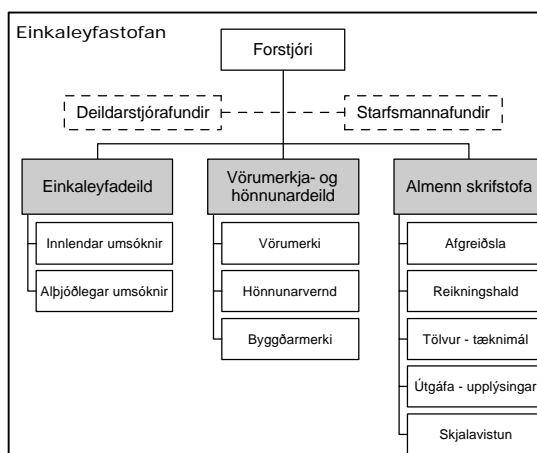 Einkaleyfastofan
Forstjóri
Deildarstjórafundir
Starfsmannafundir
Einkaleyfadeild
Vörumerkja- og
hönnunardeild
Almenn skrifstofa
Innlendar umsóknir
Alþjóðlegar umsóknir
Vörumerki
Hönnunarvernd
Byggðarmerki
Afgreiðsla
Reikningshald
Tölvur - tæknimál
Útgáfa - upplýsingar
Skjalavistun